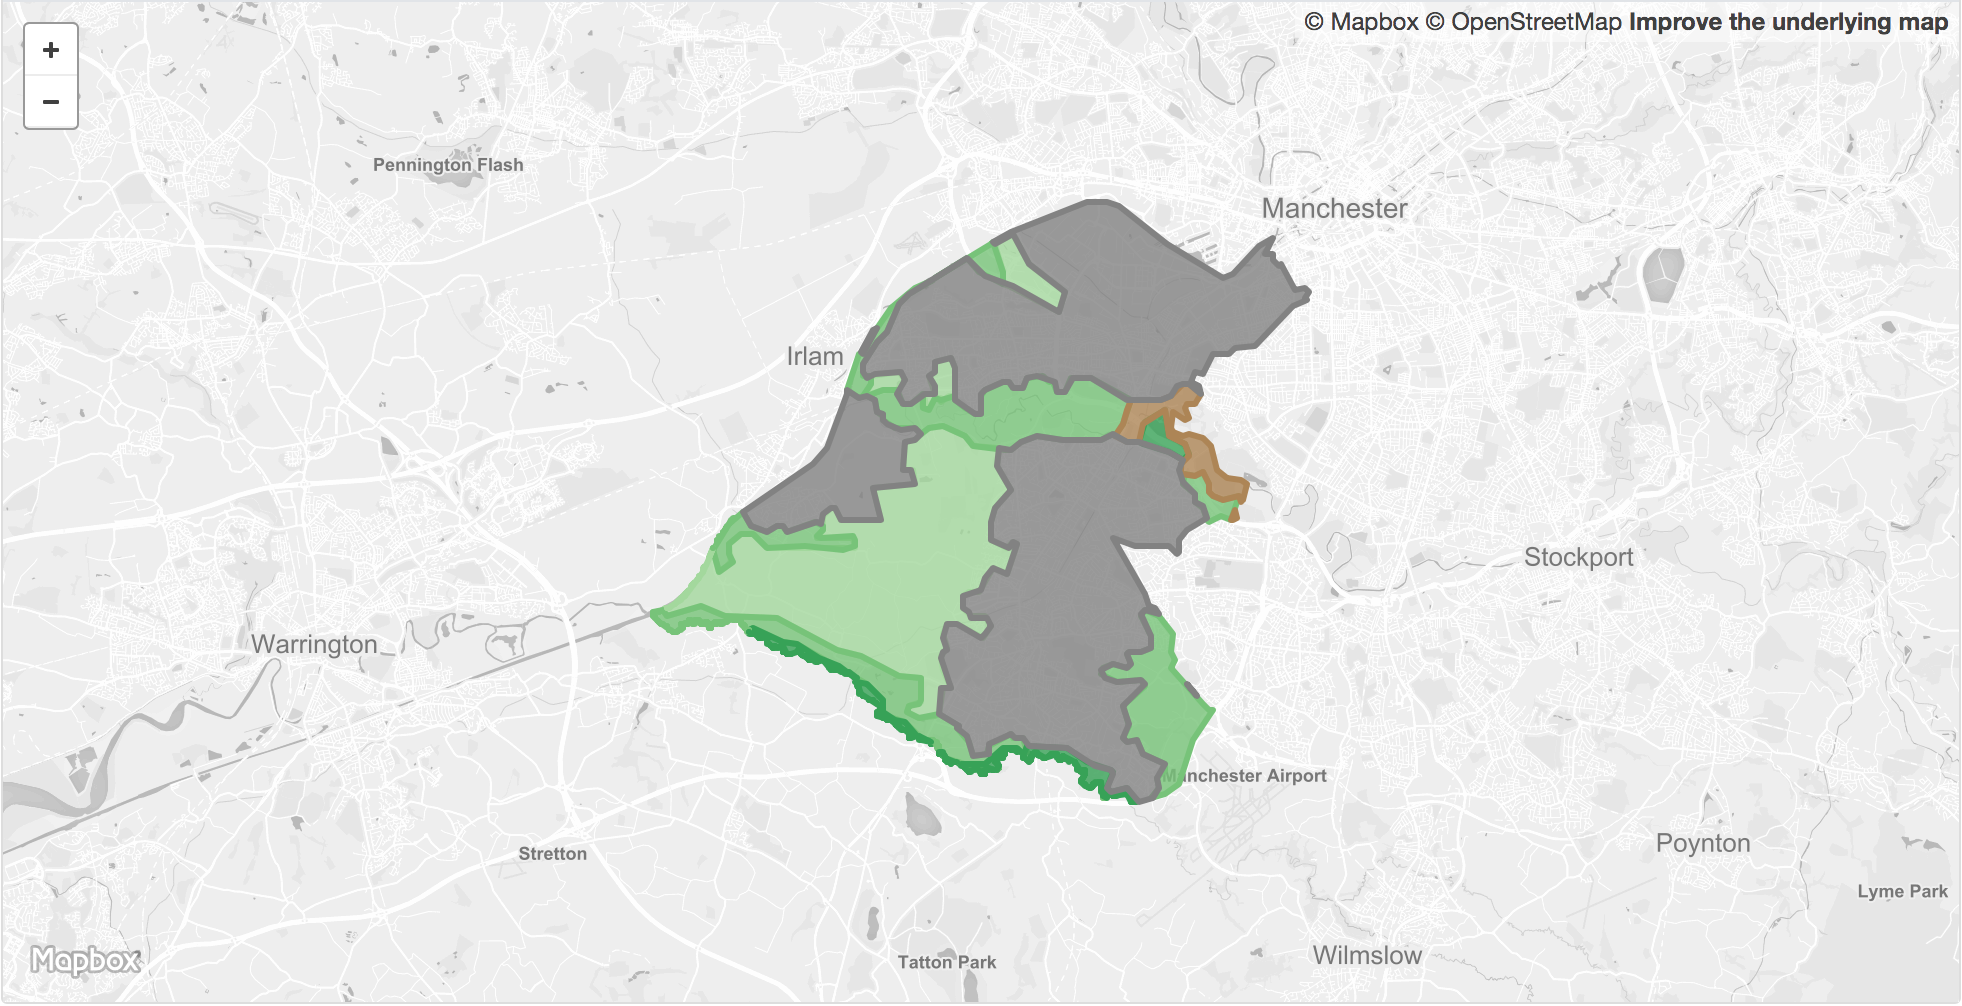 © Mapbox © OpenStreetMap Improve the underlying map
+
−
Pennington Flash
Manchester
Irlam
Stockport
Warrington
Manchester Airport
Stretton
Poynton
Lyme Park
Wilmslow
Tatton Park
Mapbox